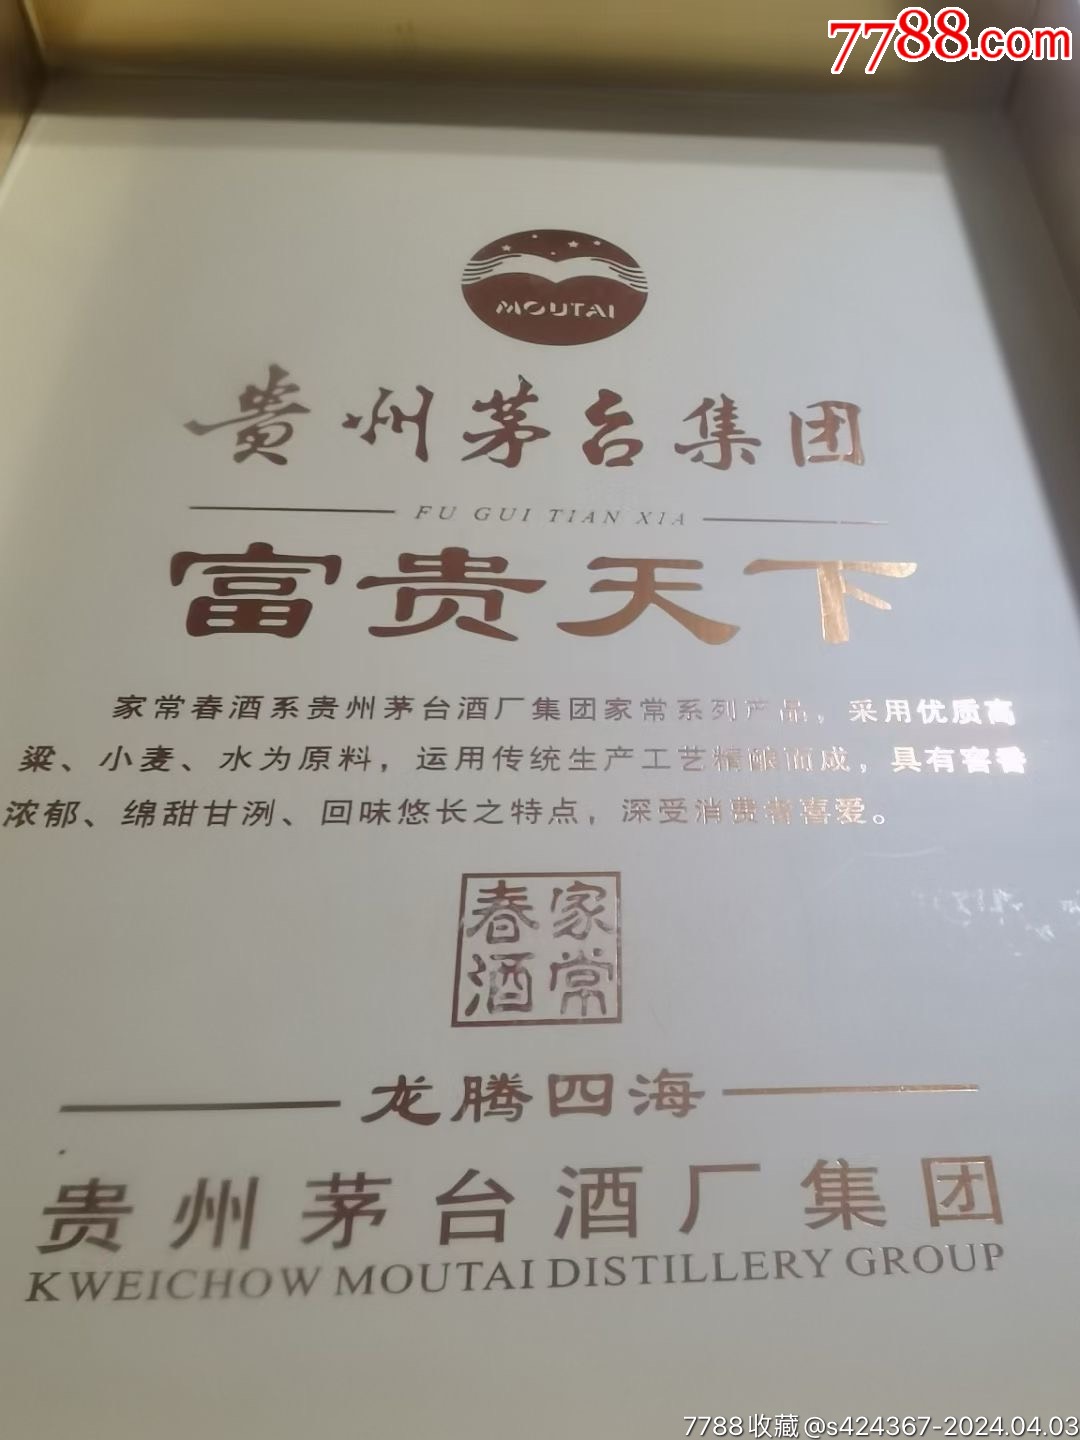 7788.com
MOUTAI
贵州茅台集团
FU GUI TIAN XIA
富贵天下
家常春酒系贵州茅台酒厂集团家常系列产品，采用优质高
粱、小麦、水为原料，运用传统生产工艺精酿而成，具有窖香
浓郁、绵甜甘洌、回味悠长之特点，深受消费者喜爱。
家常
春酒
龙腾四海
贵州茅台酒厂集团
KWEICHOW MOUTAI DISTILLERY GROUP
7788收藏@s424367-2024.04.03